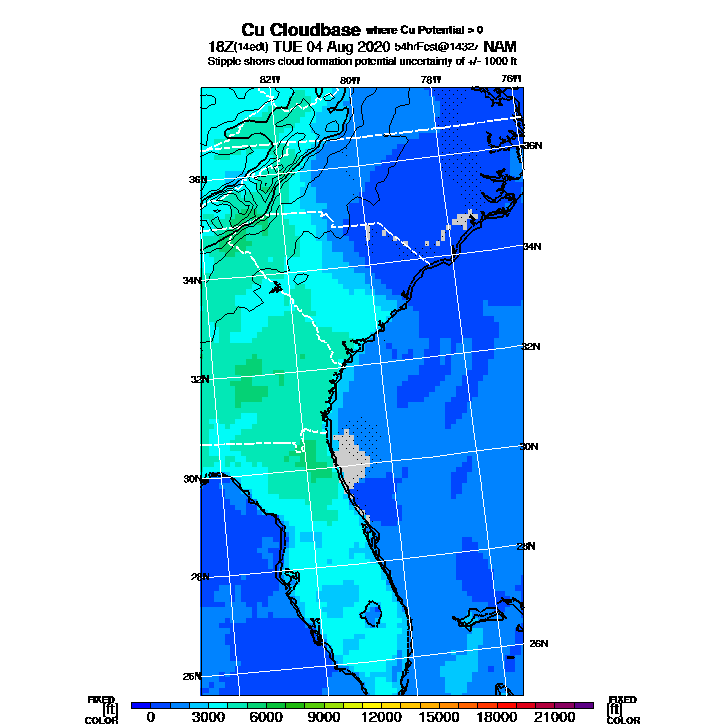 Cu Cloudbase where Cu Potential > 0
18Z(14edt) TUE 04 Aug 2020 54hrFcst@1432z NAM
Stipple shows cloud formation potential uncertainty of +/- 1000 ft
82W 80W 78W 76W
36N
36N
34N
34N
32N
32N
30N
30N
28N
28N
26N
26N
FIXED FIXED
[ft] [ft]
COLOR COLOR
0 3000 6000 9000 12000 15000 18000 21000